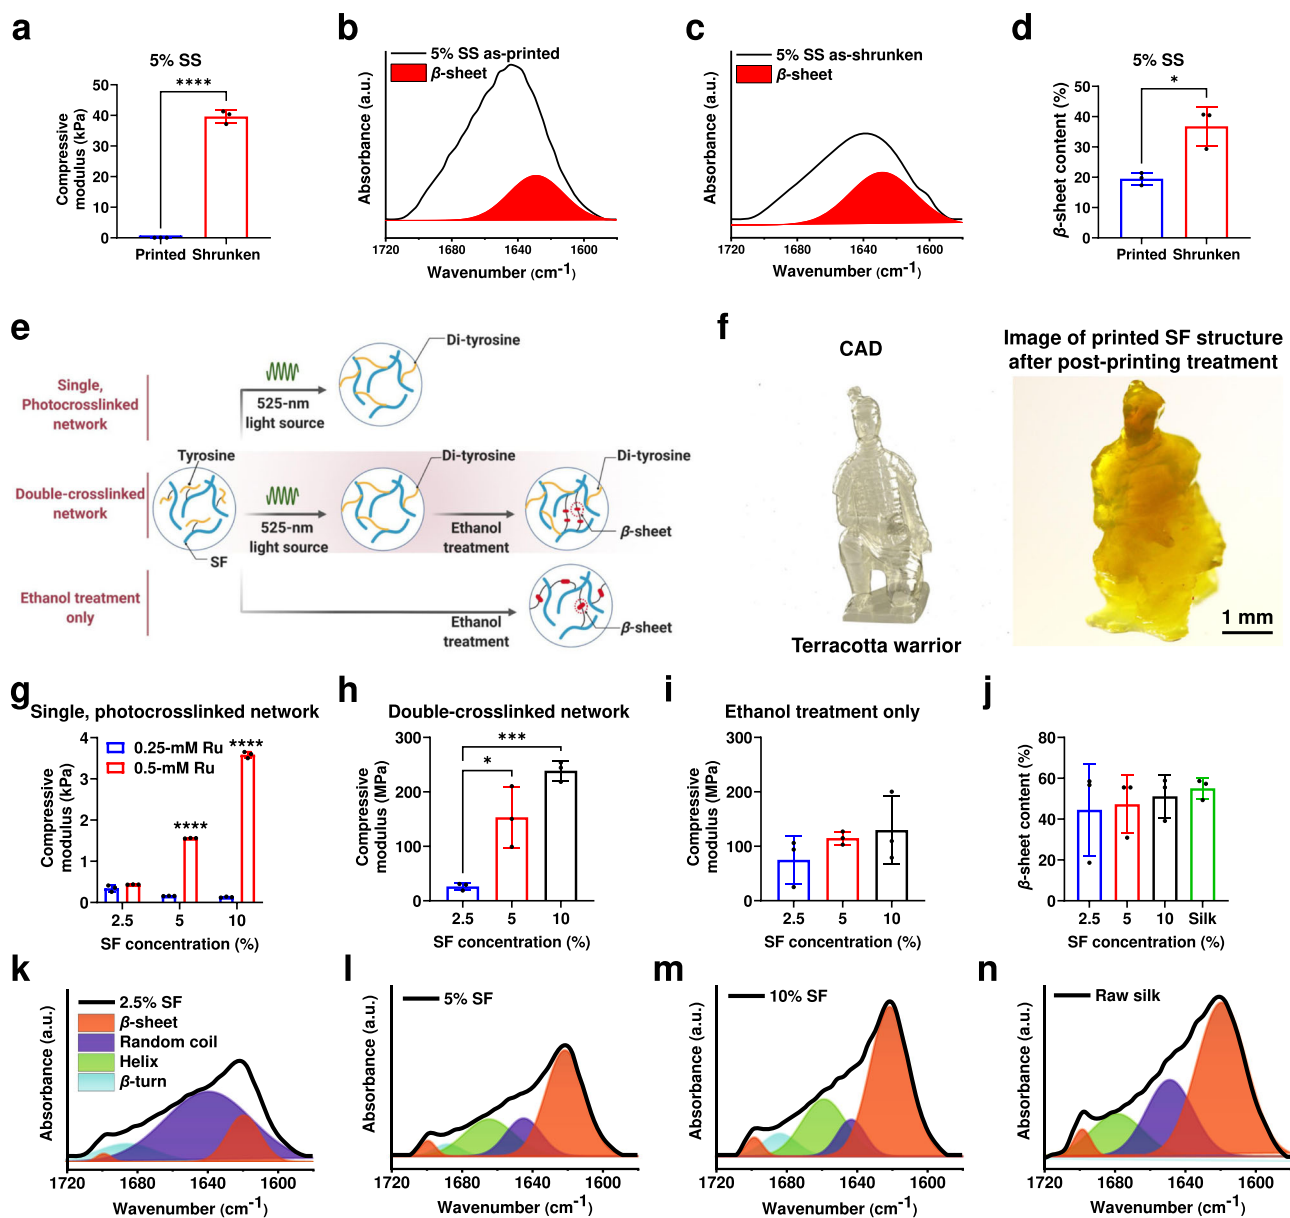 a
5% SS
****
Compressive
modulus (kPa)
50
40
30
20
10
0
Printed Shrunken
b
5% SS as-printed
β-sheet
Absorbance (a.u.)
1720 1680 1640 1600
Wavenumber (cm-1)
c
5% SS as-shrunken
β-sheet
Absorbance (a.u.)
1720 1680 1640 1600
Wavenumber (cm-1)
d
5% SS
*
β-sheet content (%)
50
40
30
20
10
0
Printed Shrunken
e
Single,
Photocrosslinked
network
525-nm
light source
Di-tyrosine
Double-crosslinked
network
Tyrosine
SF
525-nm
light source
Di-tyrosine
Ethanol
treatment
Di-tyrosine
β-sheet
Ethanol treatment
only
Ethanol
treatment
β-sheet
f
CAD
Terracotta warrior
Image of printed SF structure
after post-printing treatment
1 mm
g
Single, photocrosslinked network
0.25-mM Ru
0.5-mM Ru
****
****
Compressive
modulus (kPa)
4
3
2
1
0
2.5 5 10
SF concentration (%)
h
Double-crosslinked network
***
*
Compressive
modulus (MPa)
300
200
100
0
2.5 5 10
SF concentration (%)
i
Ethanol treatment only
Compressive
modulus (MPa)
300
200
100
0
2.5 5 10
SF concentration (%)
j
β-sheet content (%)
80
60
40
20
0
2.5 5 10 Silk
SF concentration (%)
k
2.5% SF
β-sheet
Random coil
Helix
β-turn
Absorbance (a.u.)
1720 1680 1640 1600
Wavenumber (cm-1)
l
5% SF
Absorbance (a.u.)
1720 1680 1640 1600
Wavenumber (cm-1)
m
10% SF
Absorbance (a.u.)
1720 1680 1640 1600
Wavenumber (cm-1)
n
Raw silk
Absorbance (a.u.)
1720 1680 1640 1600
Wavenumber (cm-1)